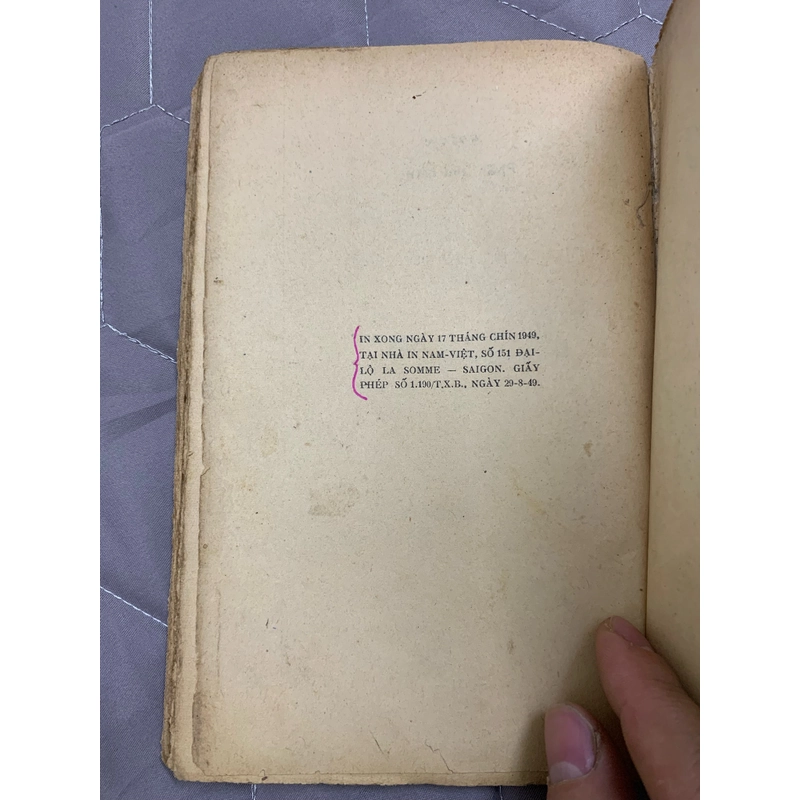 IN XONG NGÀY 17 THÁNG CHÍN 1949,
TẠI NHÀ IN NAM-VIỆT, SỐ 151 ĐẠI-
LỘ LA SOMME — SAIGON. GIẤY
PHÉP SỐ 1.190/T.X.B., NGÀY 29-8-49.